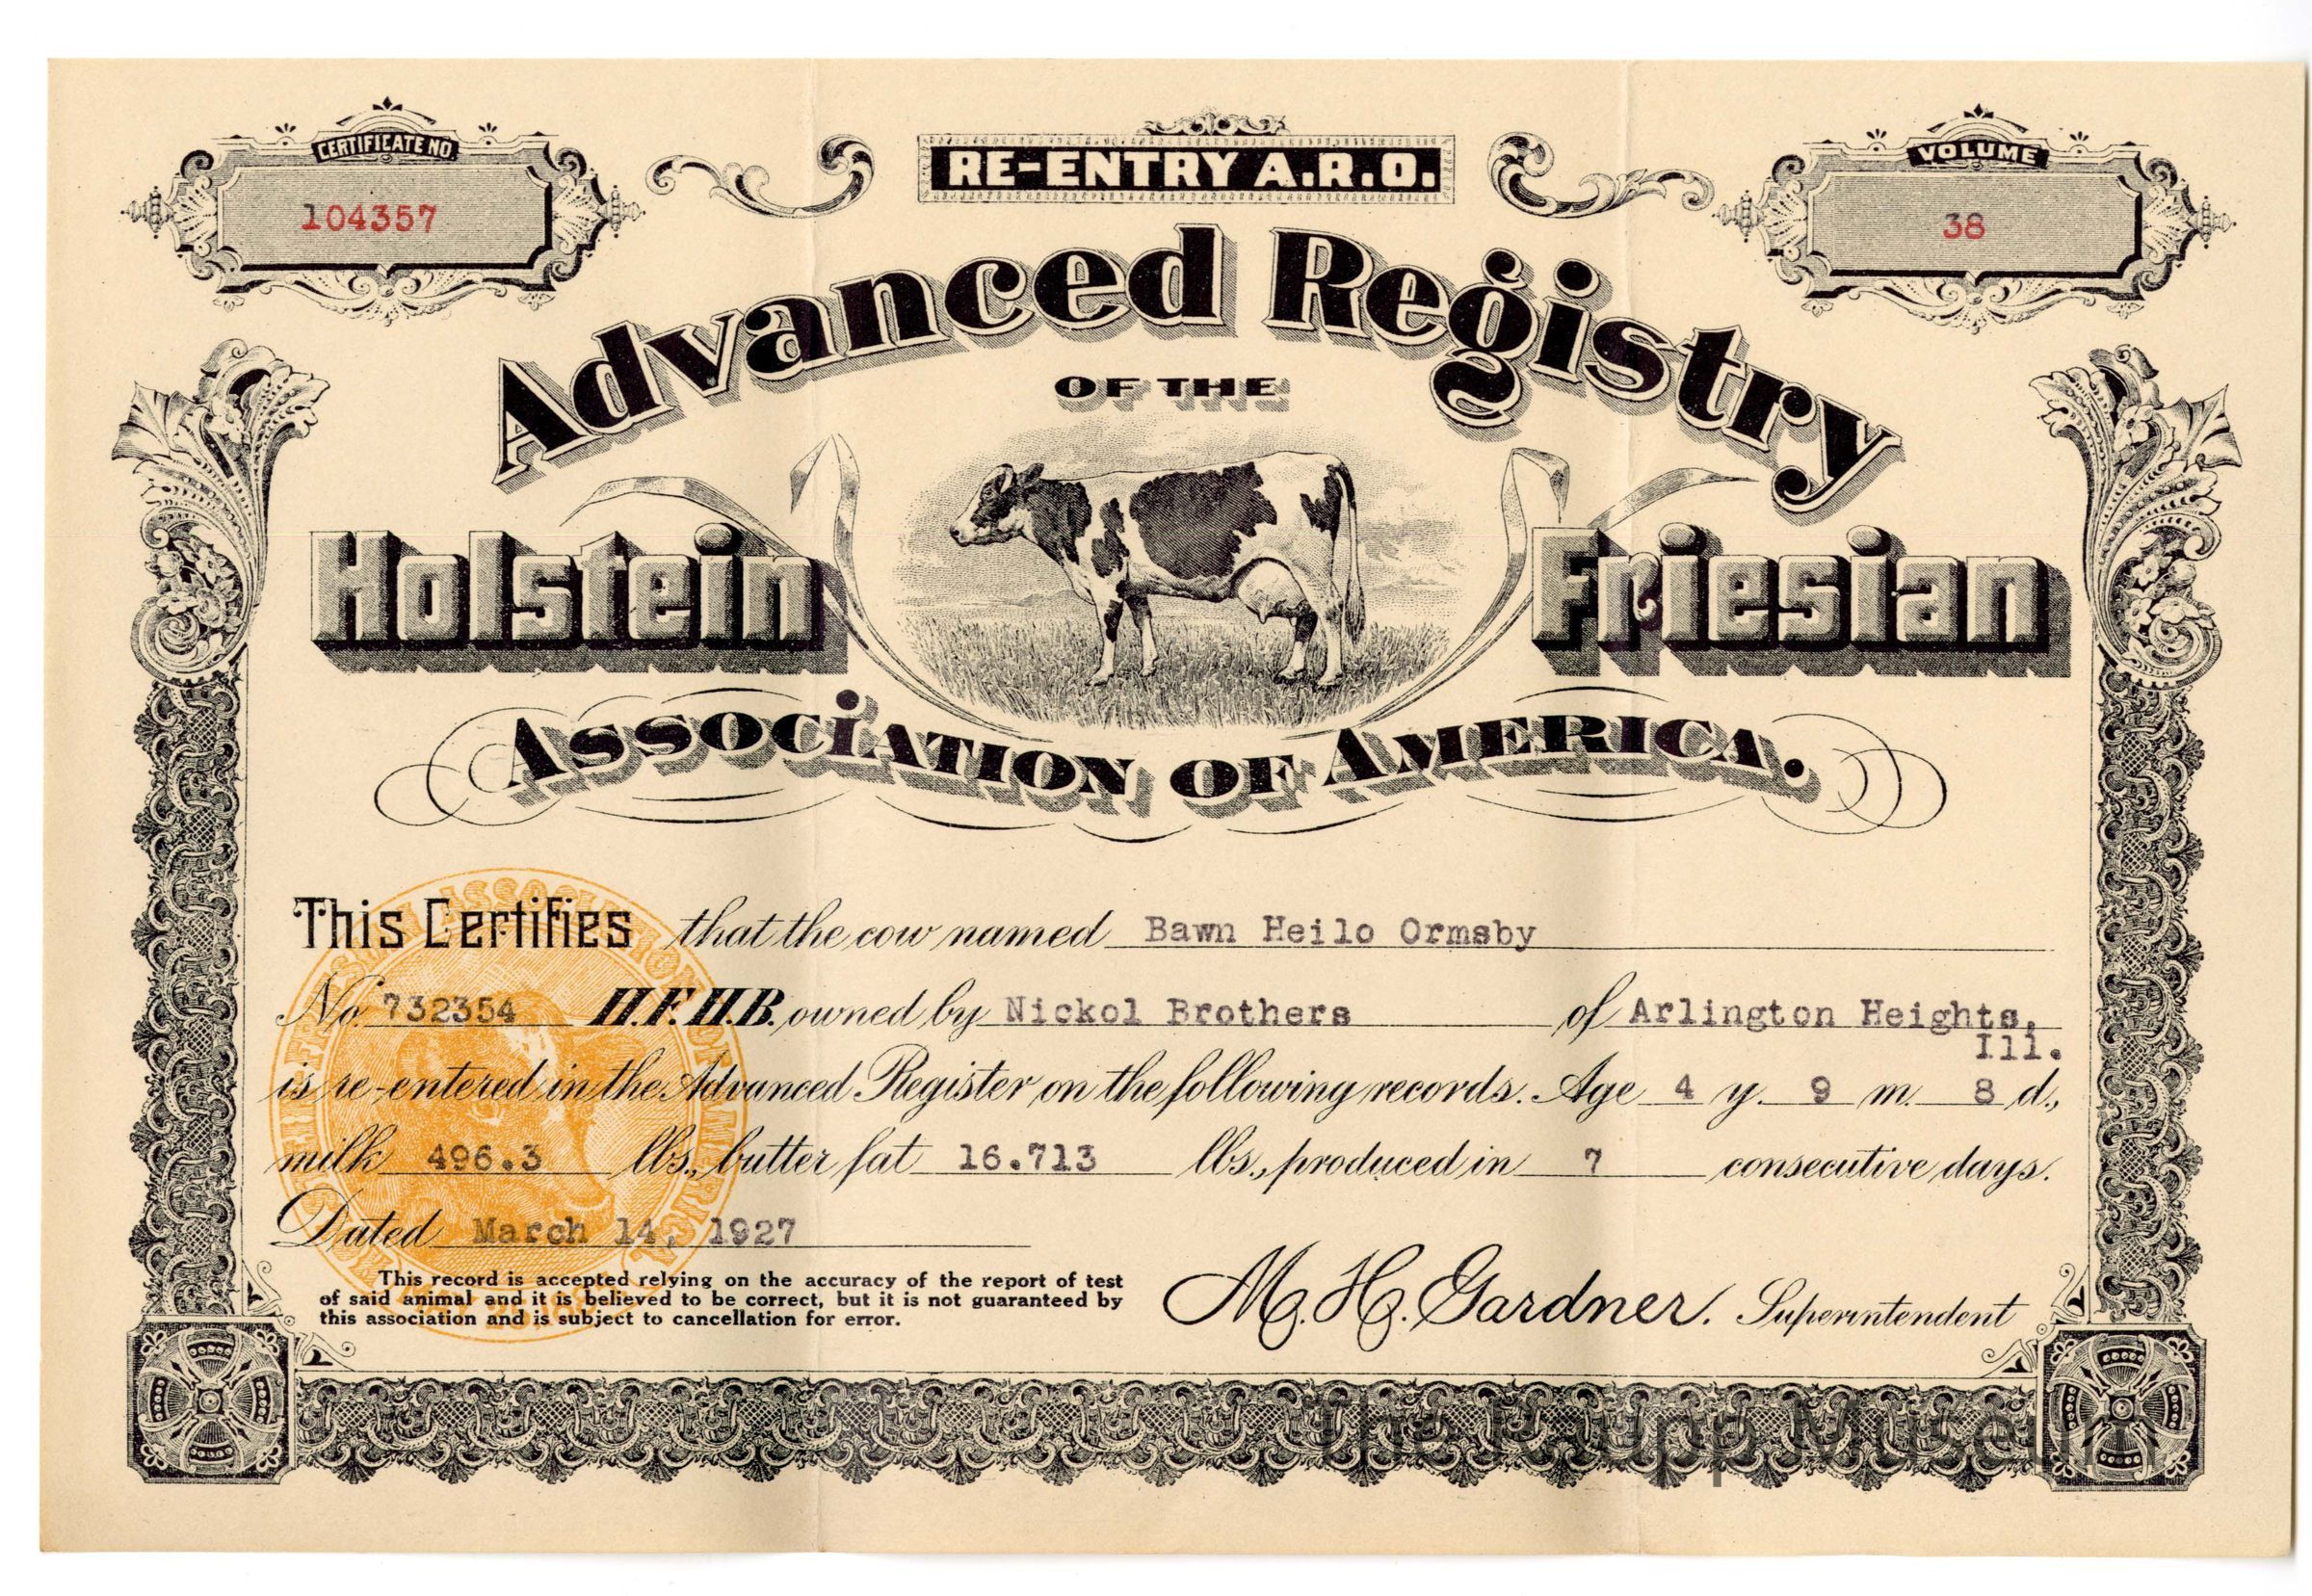 CERTIFICATE NO.
104357
RE-ENTRY A.R.O.
VOLUME
38
Advanced Registry
OF THE
Holstein Friesian
ASSOCiATION OF AMERICA.
This Certifies that the cow named Bawn Heilo Ormsby
No. 732354 H.F.H.B. owned by Nickol Brothers of Arlington Heights,
Ill.
is re-entered in the Advanced Register on the following records. Age 4 y. 9 m. 8 d.,
milk 496.3 lbs., butter fat 16.713 lbs., produced in 7 consecutive days.
Dated March 14, 1927
This record is accepted relying on the accuracy of the report of test
of said animal and it is believed to be correct, but it is not guaranteed by
this association and is subject to cancellation for error.
M. H. Gardner. Superintendent
The Raupp Museum